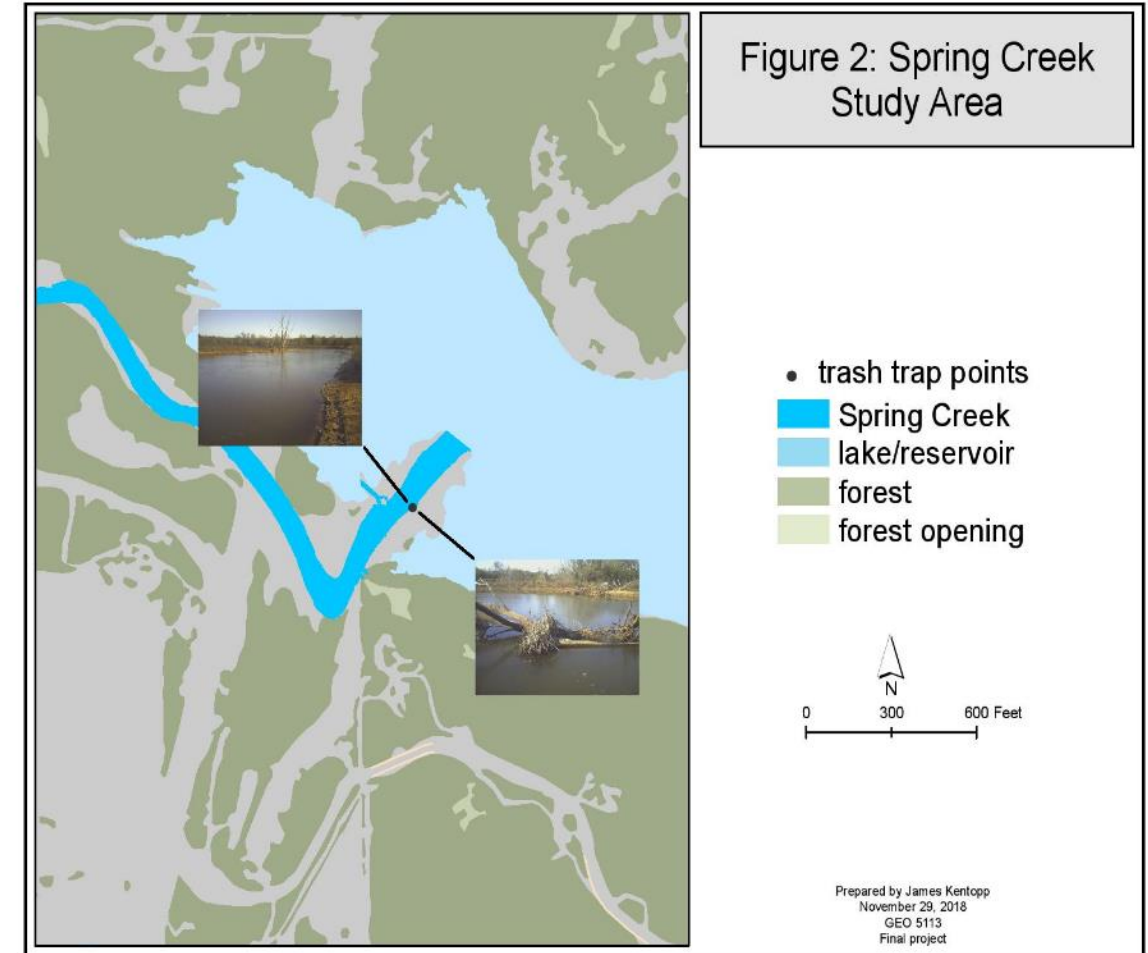 Figure 2: Spring Creek
Study Area
trash trap points
Spring Creek
lake/reservoir
forest
forest opening
N
0 300 600 Feet
Prepared by James Kentopp
November 29, 2018
GEO 5113
Final project